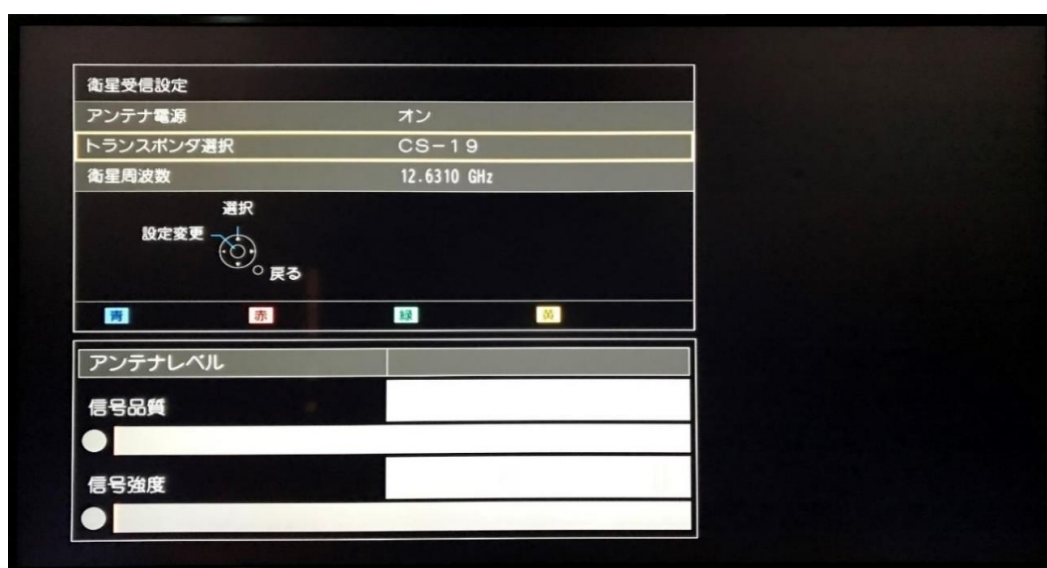 衛星受信設定
アンテナ電源 オン
トランスポンダ選択 CS-19
衛星周波数 12.6310 GHz
選択
設定変更
戻る
青 赤 緑 黄
アンテナレベル
信号品質
信号強度